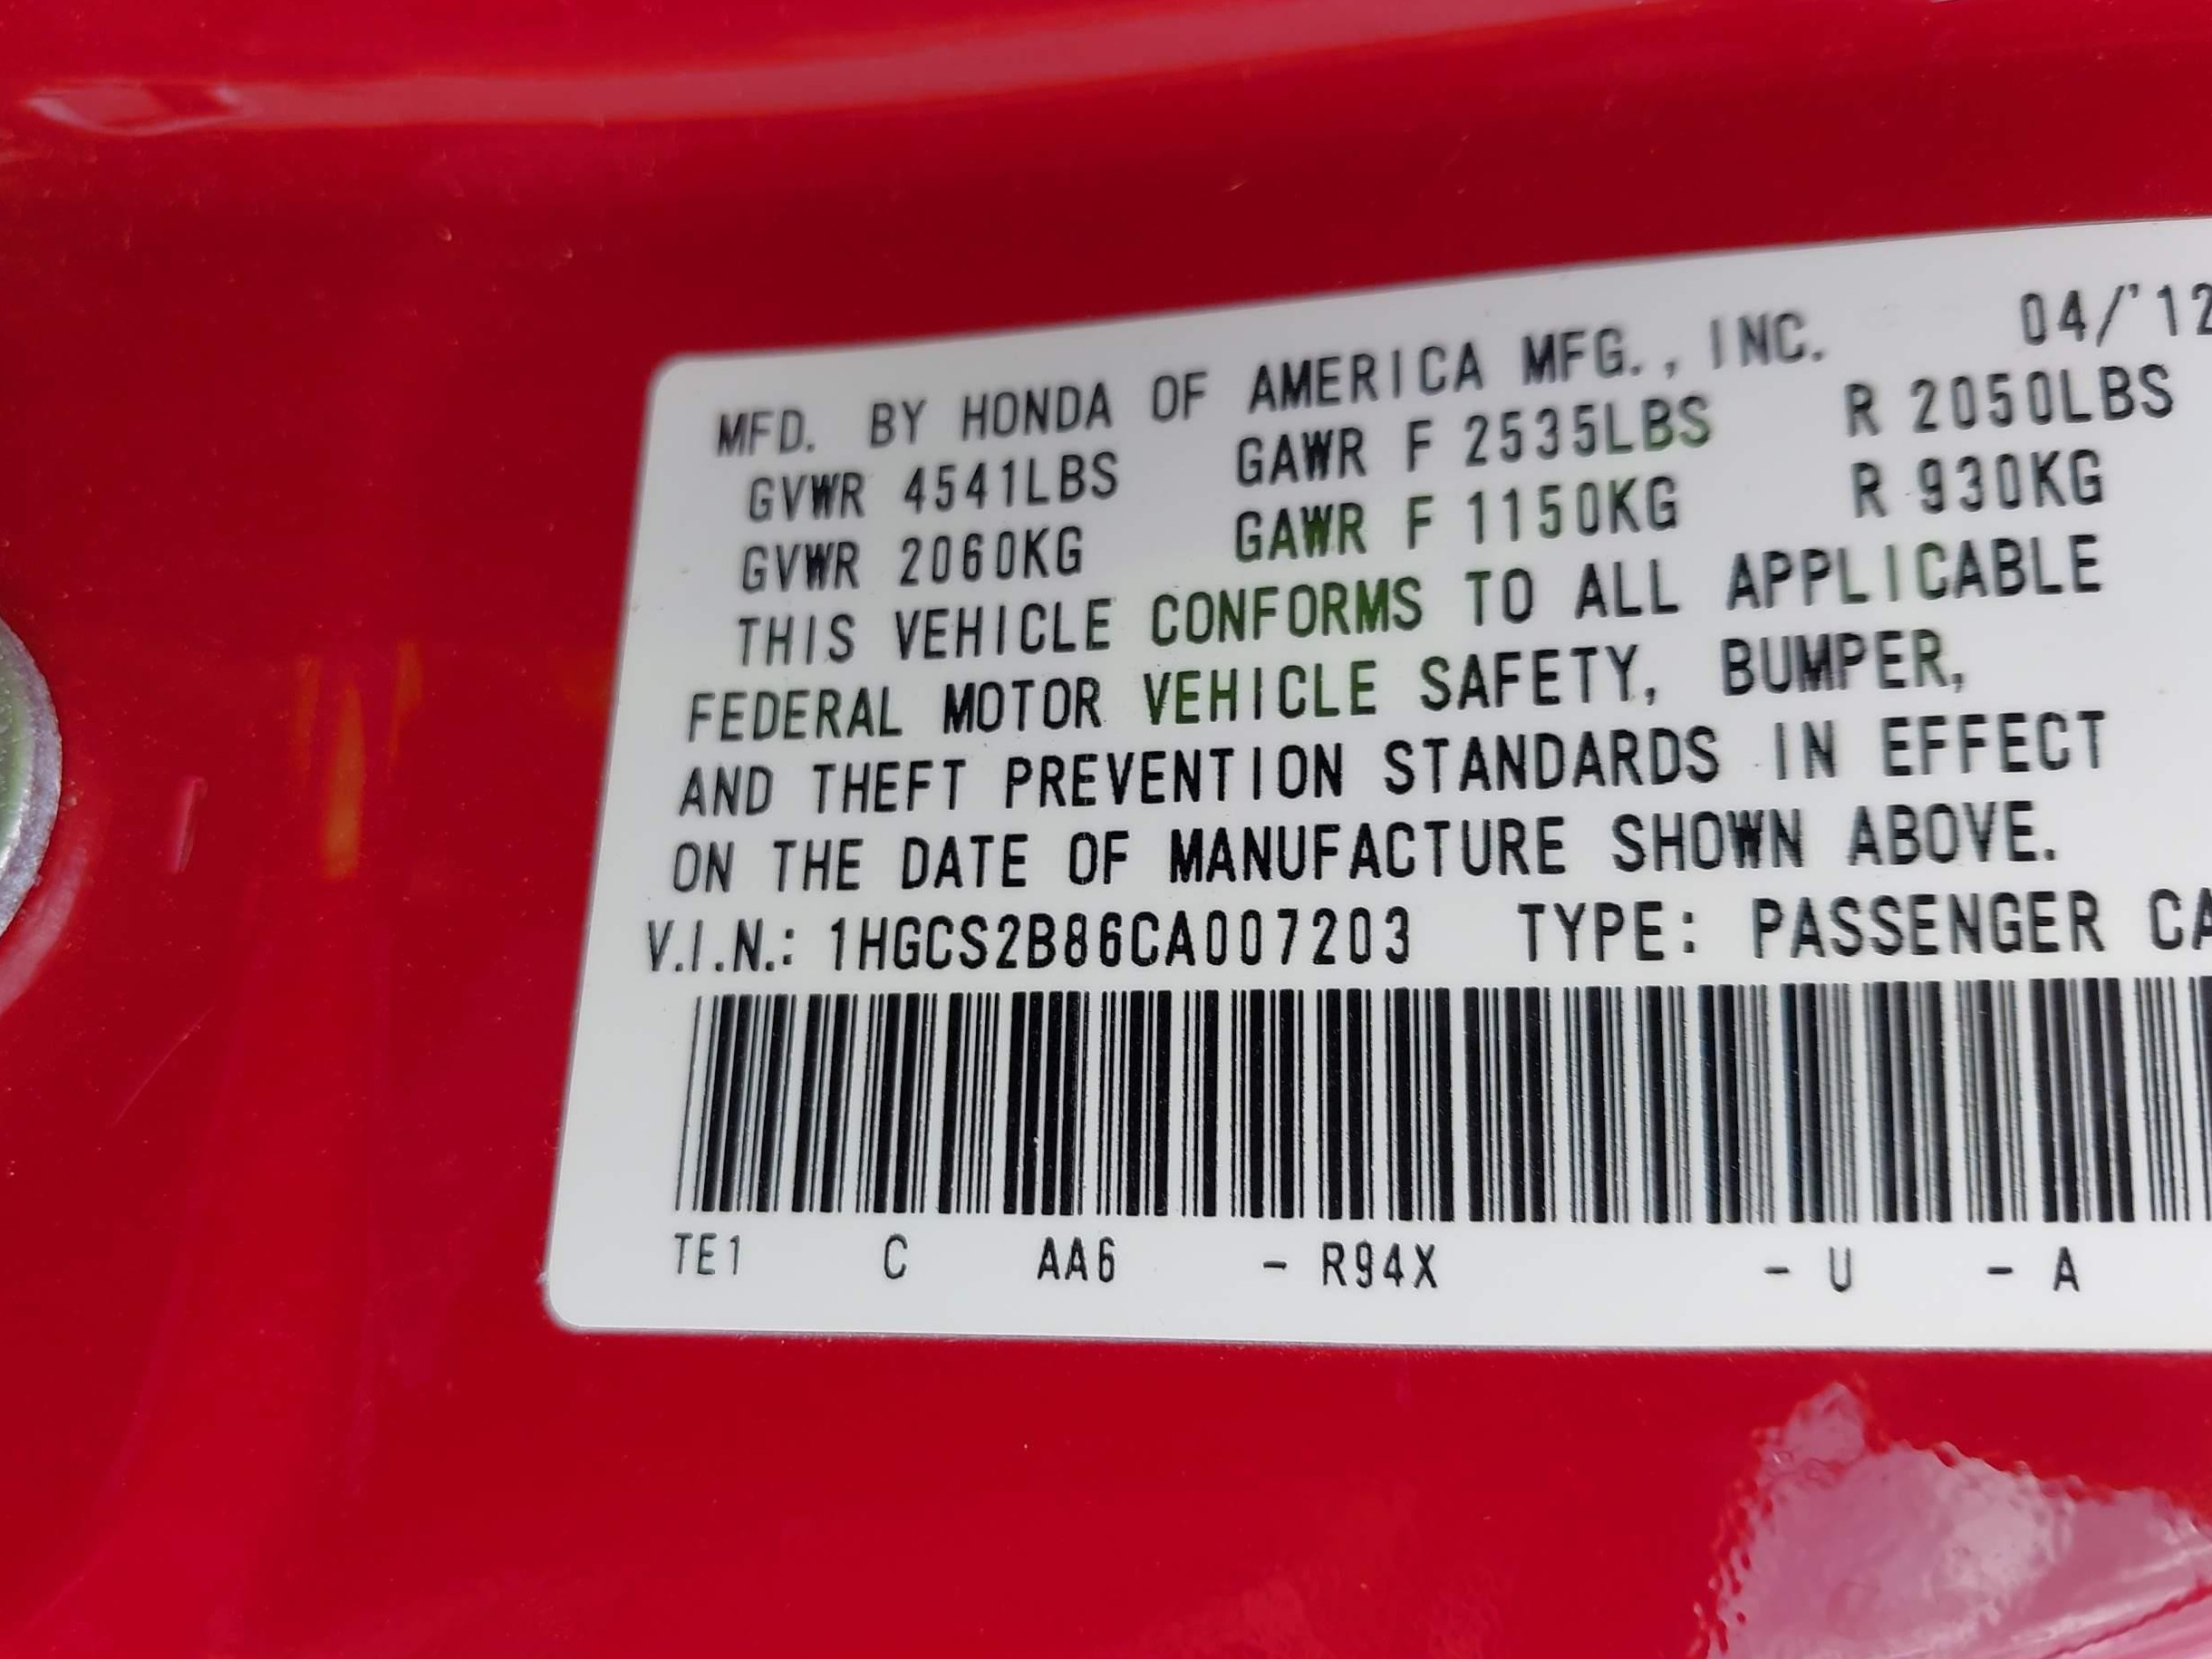 MFD. BY HONDA OF AMERICA MFG., INC. 04/'12
GVWR 4541LBS GAWR F 2535LBS R 2050LBS
GVWR 2060KG GAWR F 1150KG R 930KG
THIS VEHICLE CONFORMS TO ALL APPLICABLE
FEDERAL MOTOR VEHICLE SAFETY, BUMPER,
AND THEFT PREVENTION STANDARDS IN EFFECT
ON THE DATE OF MANUFACTURE SHOWN ABOVE.
V.I.N.: 1HGCS2B86CA007203 TYPE: PASSENGER CA
TE1 C AA6 - R94X - U - A